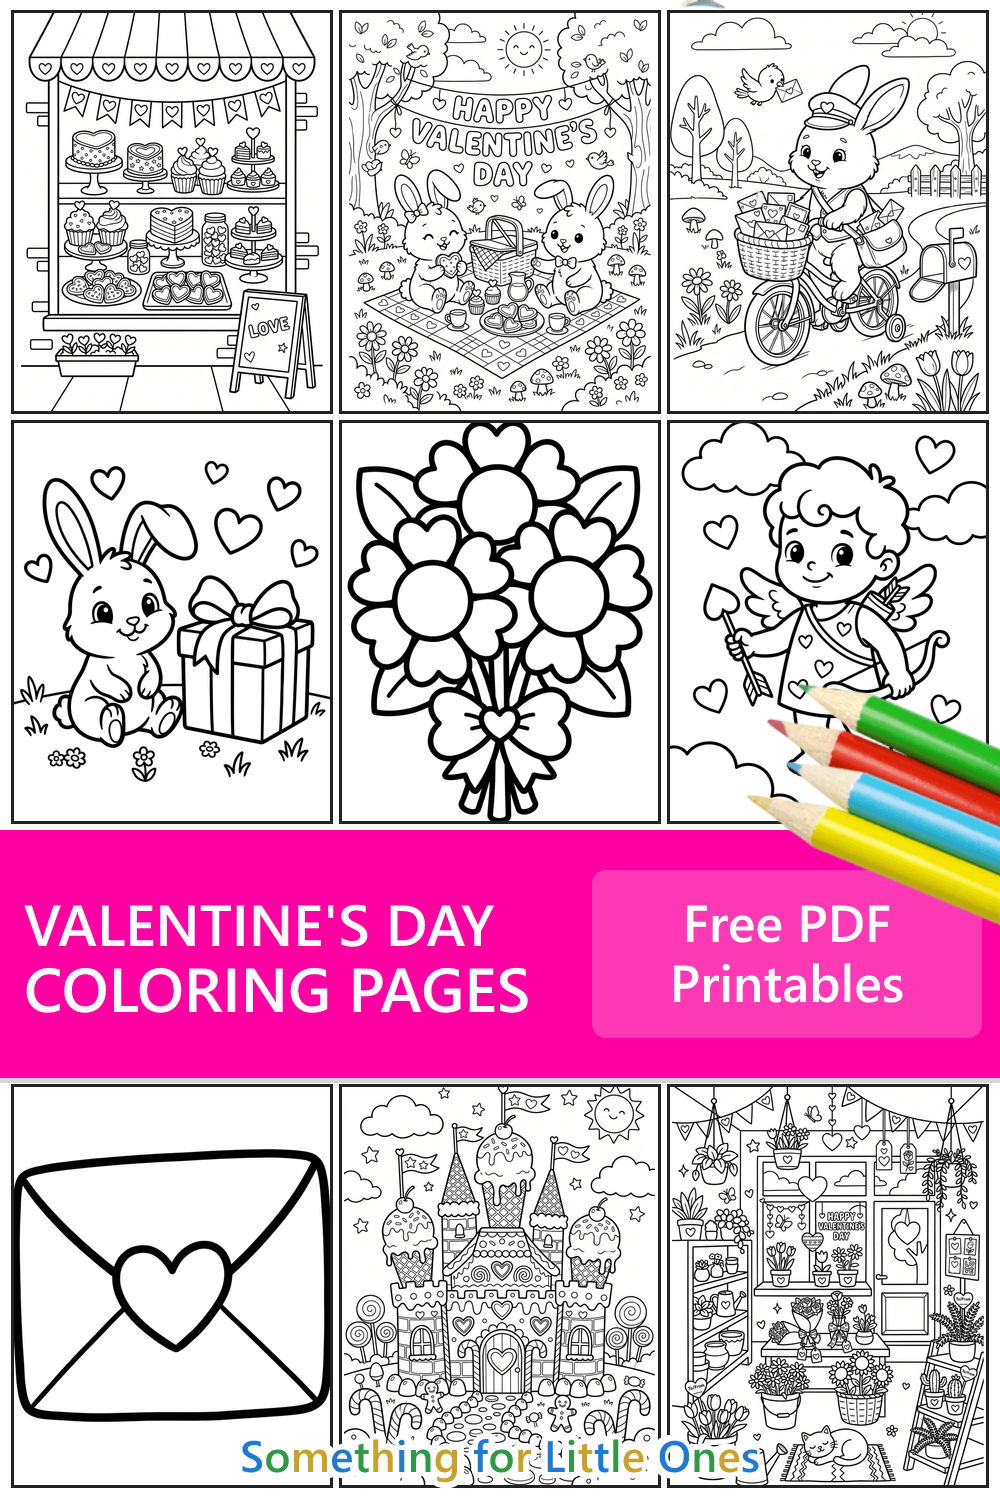 LOVE
HAPPY
VALENTINE'S
DAY
VALENTINE'S DAY
COLORING PAGES
Free PDF
Printables
HAPPY
VALENTINE'S
DAY
Something for Little Ones